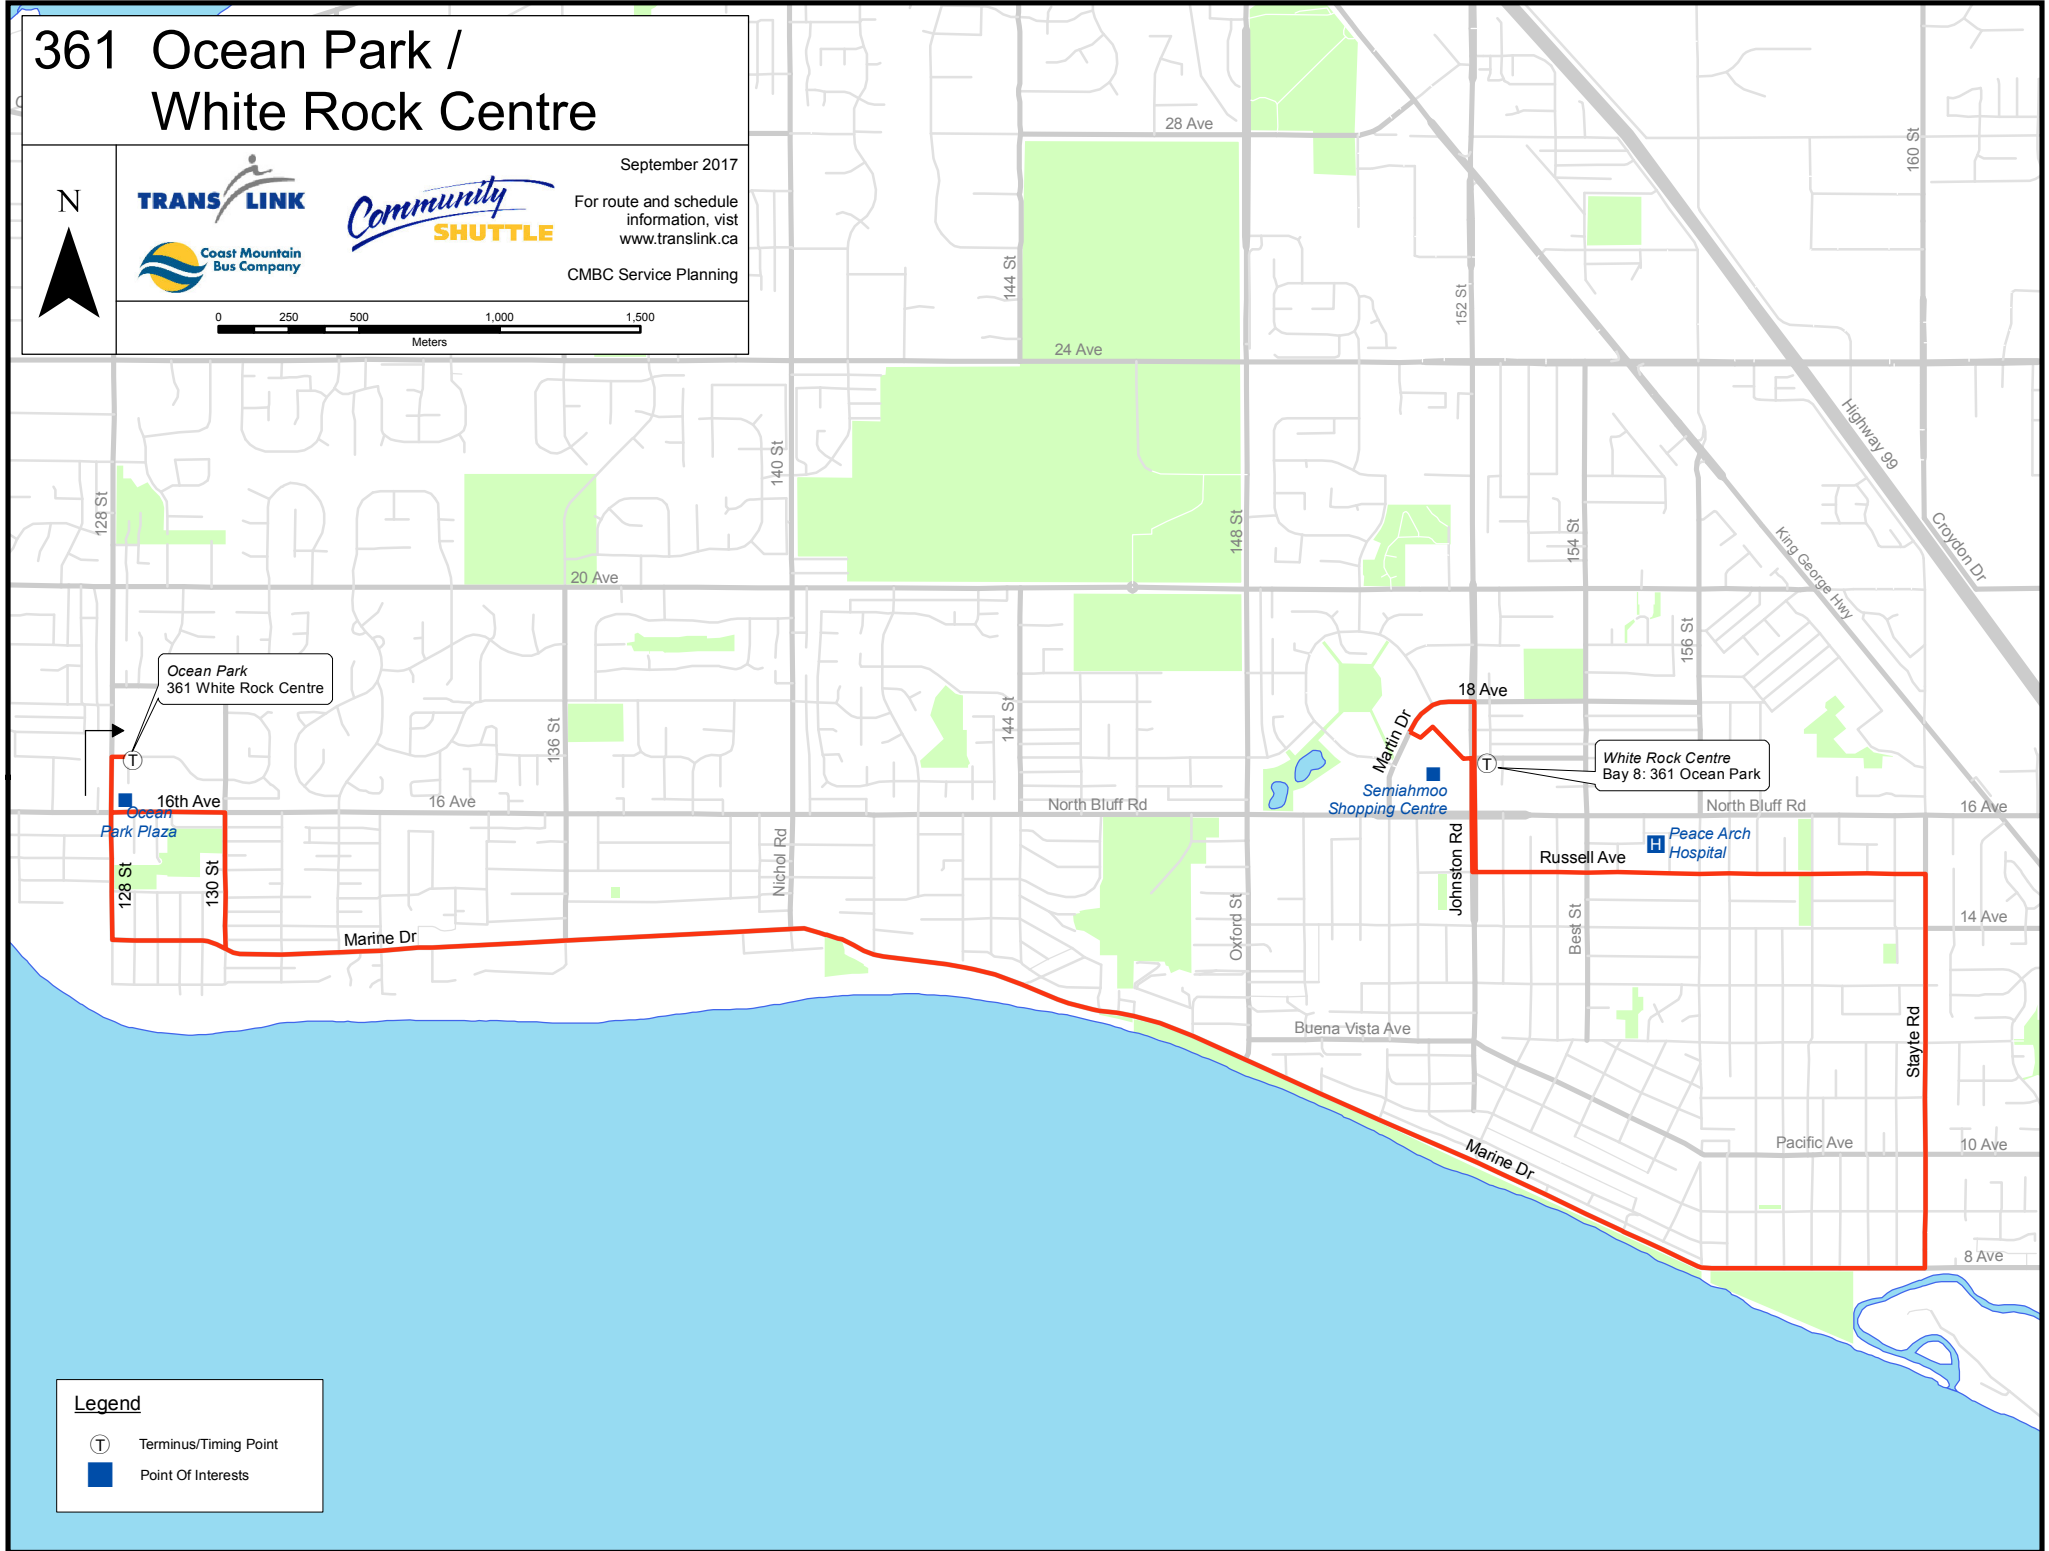 361 Ocean Park /
White Rock Centre
N
TRANS LINK
Coast Mountain
Bus Company
Community
SHUTTLE
September 2017
For route and schedule
information, vist
www.translink.ca
CMBC Service Planning
0 250 500 1,000 1,500
Meters
28 Ave
160 St
144 St
152 St
24 Ave
Highway 99
140 St
128 St
148 St
154 St
Croydon Dr
King George Hwy
20 Ave
156 St
Ocean Park
361 White Rock Centre
18 Ave
144 St
136 St
Martin Dr
T
T
White Rock Centre
Bay 8: 361 Ocean Park
Semiahmoo
Shopping Centre
16th Ave
16 Ave
North Bluff Rd
North Bluff Rd
16 Ave
Ocean
Park Plaza
Nichol Rd
Johnston Rd
Russell Ave
H
Peace Arch
Hospital
128 St
130 St
Oxford St
Best St
14 Ave
Marine Dr
Buena Vista Ave
Stayte Rd
Marine Dr
Pacific Ave
10 Ave
8 Ave
Legend
T Terminus/Timing Point
Point Of Interests